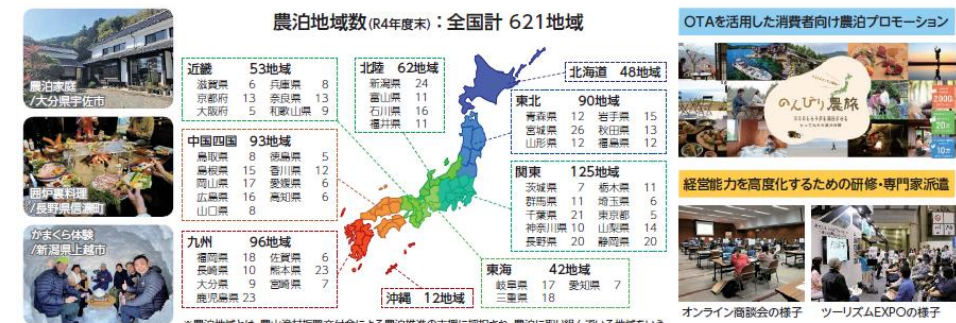 農泊地域数(R4年度末)：全国計 621地域
農泊家庭
/大分県宇佐市
囲炉裏料理
/長野県信濃町
かまくら体験
/新潟県上越市
近畿 53地域
滋賀県 6 兵庫県 8
京都府 13 奈良県 13
大阪府 5 和歌山県 9
北陸 62地域
新潟県 24
富山県 11
石川県 16
福井県 11
北海道 48地域
東北 90地域
青森県 12 岩手県 15
宮城県 26 秋田県 13
山形県 12 福島県 12
中国四国 93地域
鳥取県 8 徳島県 5
島根県 15 香川県 12
岡山県 17 愛媛県 6
広島県 16 高知県 6
山口県 8
関東 125地域
茨城県 7 栃木県 11
群馬県 11 埼玉県 6
千葉県 21 東京都 5
神奈川県 10 山梨県 14
長野県 20 静岡県 20
九州 96地域
福岡県 18 佐賀県 6
長崎県 10 熊本県 23
大分県 9 宮崎県 7
鹿児島県 23
東海 42地域
岐阜県 17 愛知県 7
三重県 18
沖縄 12地域
OTAを活用した消費者向け農泊プロモーション
のんびり農旅
経営能力を高度化するための研修・専門家派遣
オンライン商談会の様子 ツーリズムEXPOの様子